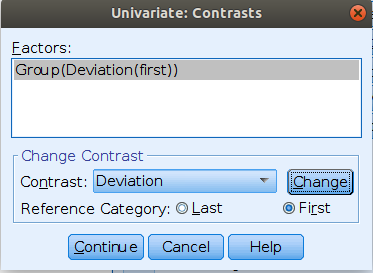 Univariate: Contrasts
Factors:
Group(Deviation(first))
Change Contrast
Contrast: Deviation Change
Reference Category: Last First
Continue Cancel Help